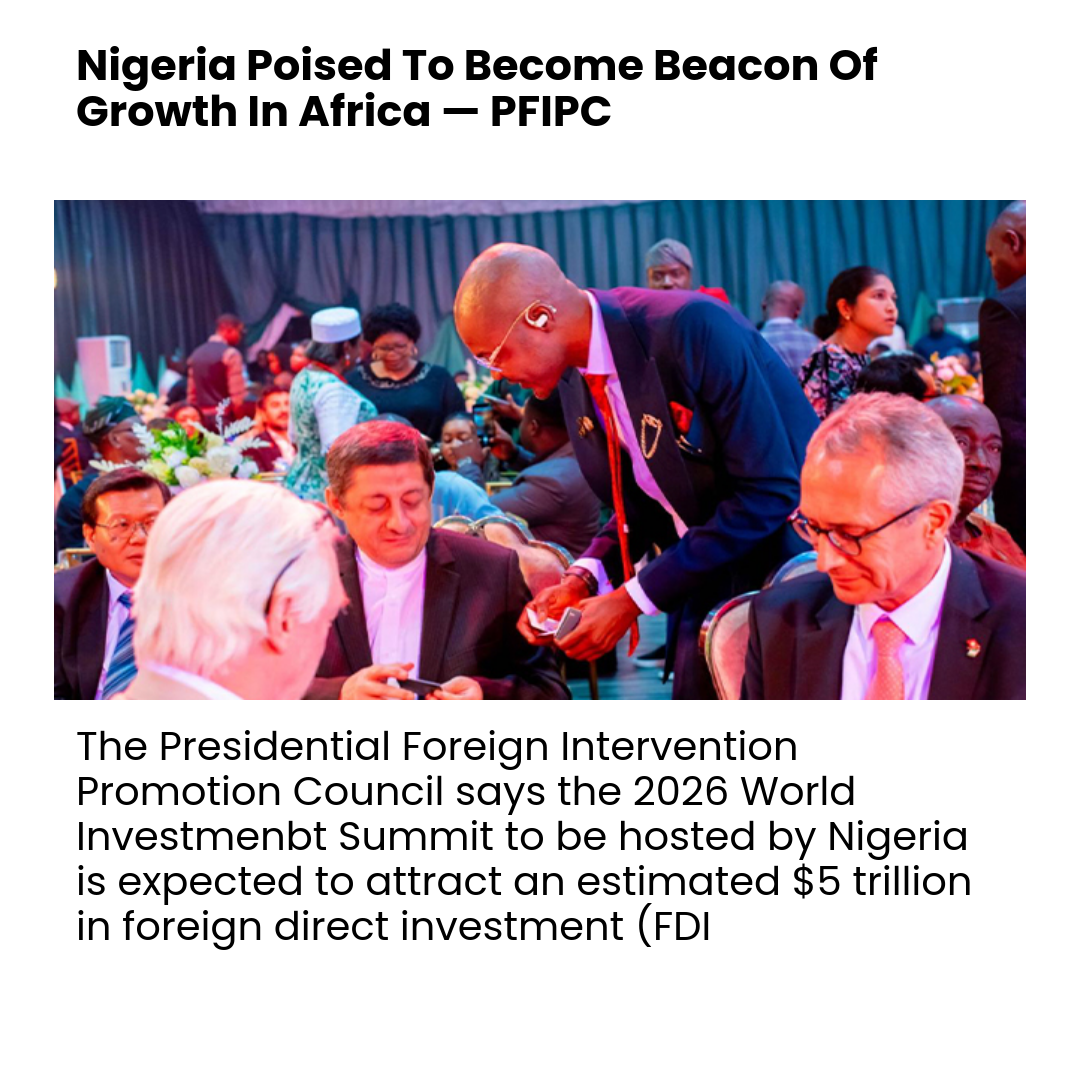 Nigeria Poised To Become Beacon Of
Growth In Africa — PFIPC
The Presidential Foreign Intervention
Promotion Council says the 2026 World
Investmenbt Summit to be hosted by Nigeria
is expected to attract an estimated $5 trillion
in foreign direct investment (FDI